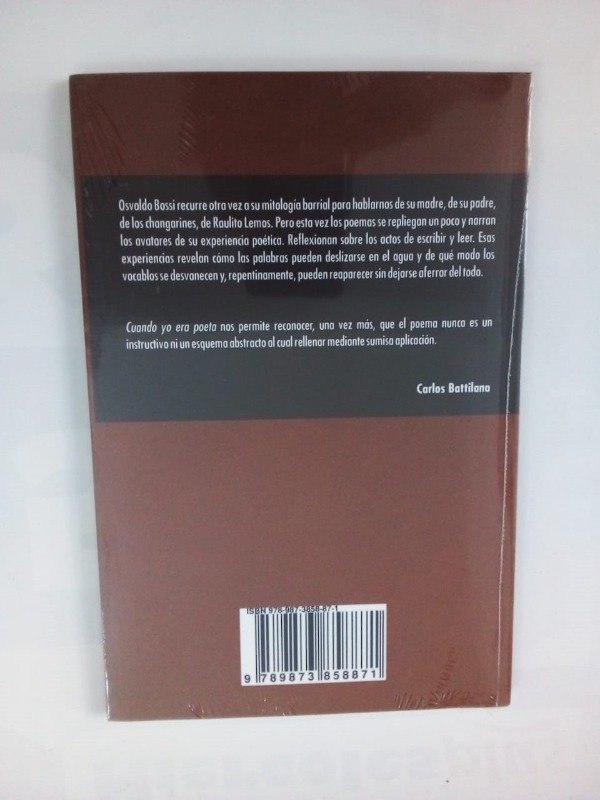 Osvaldo Bossi recurre otra vez a su mitología barrial para hablarnos de su madre, de su padre,
de los changarines, de Raulito Lemos. Pero esta vez los poemas se repliegan un poco y narran
los avatares de su experiencia poética. Reflexionan sobre los actos de escribir y leer. Esas
experiencias revelan cómo las palabras pueden deslizarse en el agua y de qué modo los
vocablos se desvanecen y, repentinamente, pueden reaparecer sin dejarse aferrar del todo.
Cuando yo era poeta nos permite reconocer, una vez más, que el poema nunca es un
instructivo ni un esquema abstracto al cual rellenar mediante sumisa aplicación.
Carlos Battilana
ISBN 978-987-3858-87-1
9 789873 858871